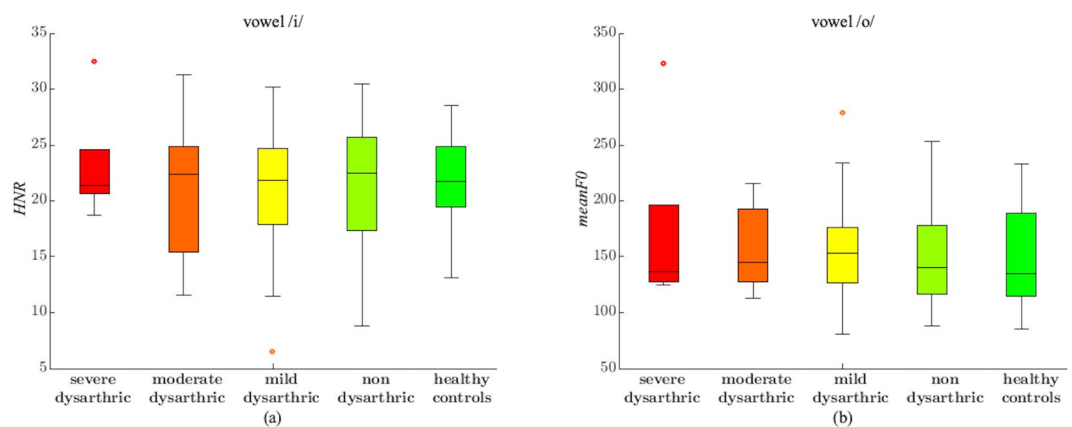 vowel /i/
35
30
25
20
15
10
5
HNR
severe dysarthric
moderate dysarthric
mild dysarthric
non dysarthric
healthy controls
(a)
vowel /o/
350
300
250
200
150
100
50
meanF0
severe dysarthric
moderate dysarthric
mild dysarthric
non dysarthric
healthy controls
(b)